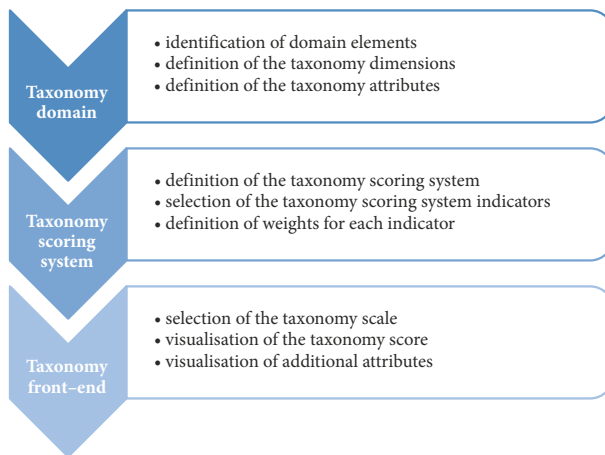 Taxonomy
domain
• identification of domain elements
• definition of the taxonomy dimensions
• definition of the taxonomy attributes
Taxonomy
scoring
system
• definition of the taxonomy scoring system
• selection of the taxonomy scoring system indicators
• definition of weights for each indicator
Taxonomy
front–end
• selection of the taxonomy scale
• visualisation of the taxonomy score
• visualisation of additional attributes